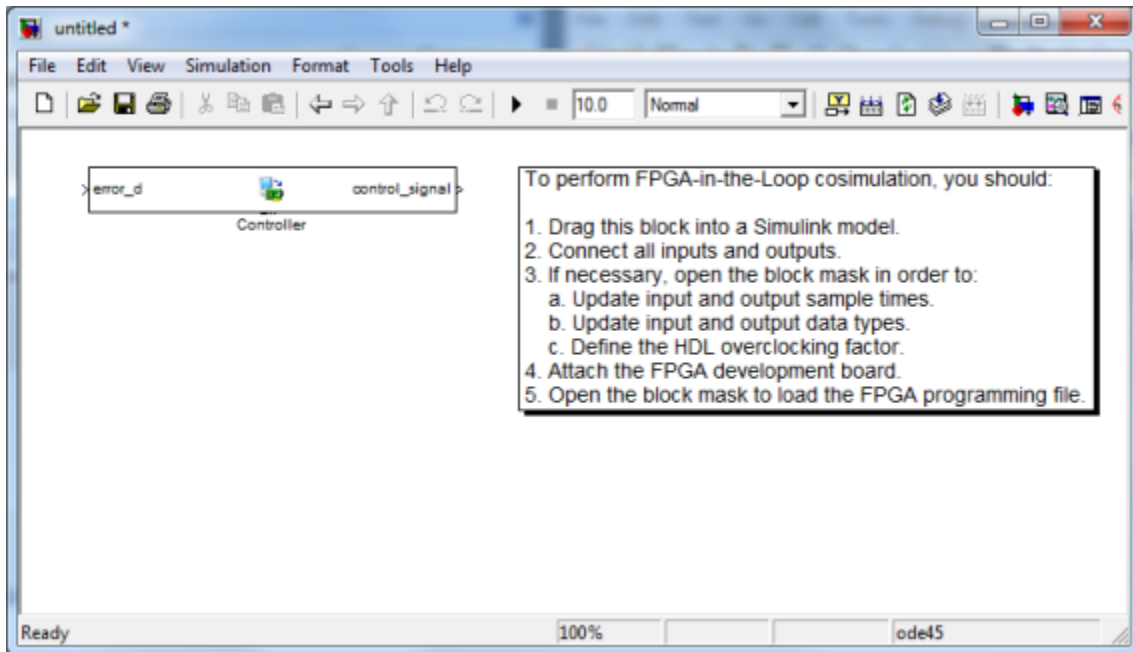 untitled *
File Edit View Simulation Format Tools Help
10.0 Normal
error_d control_signal
Controller
To perform FPGA-in-the-Loop cosimulation, you should:
1. Drag this block into a Simulink model.
2. Connect all inputs and outputs.
3. If necessary, open the block mask in order to:
a. Update input and output sample times.
b. Update input and output data types.
c. Define the HDL overclocking factor.
4. Attach the FPGA development board.
5. Open the block mask to load the FPGA programming file.
Ready 100% ode45